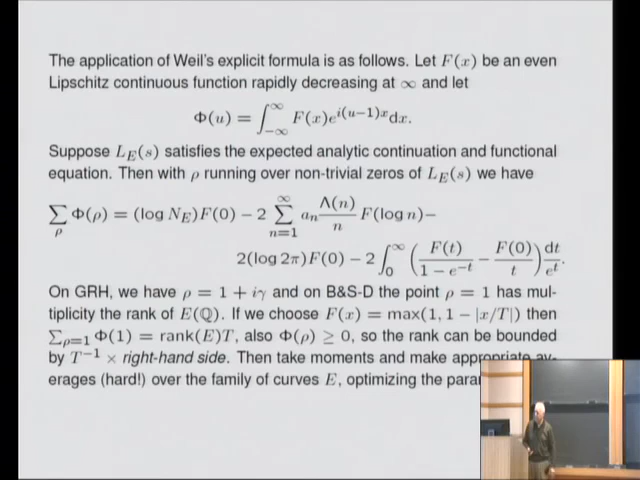 The application of Weil's explicit formula is as follows. Let F(x) be an even
Lipschitz continuous function rapidly decreasing at ∞ and let
Φ(u) = ∫_{−∞}^{∞} F(x)e^{i(u−1)x}dx.
Suppose L_E(s) satisfies the expected analytic continuation and functional
equation. Then with ρ running over non-trivial zeros of L_E(s) we have
∑_ρ Φ(ρ) = (log N_E)F(0) − 2 ∑_{n=1}^{∞} a_n Λ(n)/n F(log n)−
2(log 2π)F(0) − 2 ∫_0^∞ (F(t)/(1 − e^{−t}) − F(0)/t) dt/e^t.
On GRH, we have ρ = 1 + iγ and on B&S-D the point ρ = 1 has mul-
tiplicity the rank of E(ℚ). If we choose F(x) = max(1, 1 − |x/T|) then
∑_{ρ=1} Φ(1) = rank(E)T, also Φ(ρ) ≥ 0, so the rank can be bounded
by T^{−1} × right-hand side. Then take moments and make appropriate av-
erages (hard!) over the family of curves E, optimizing the